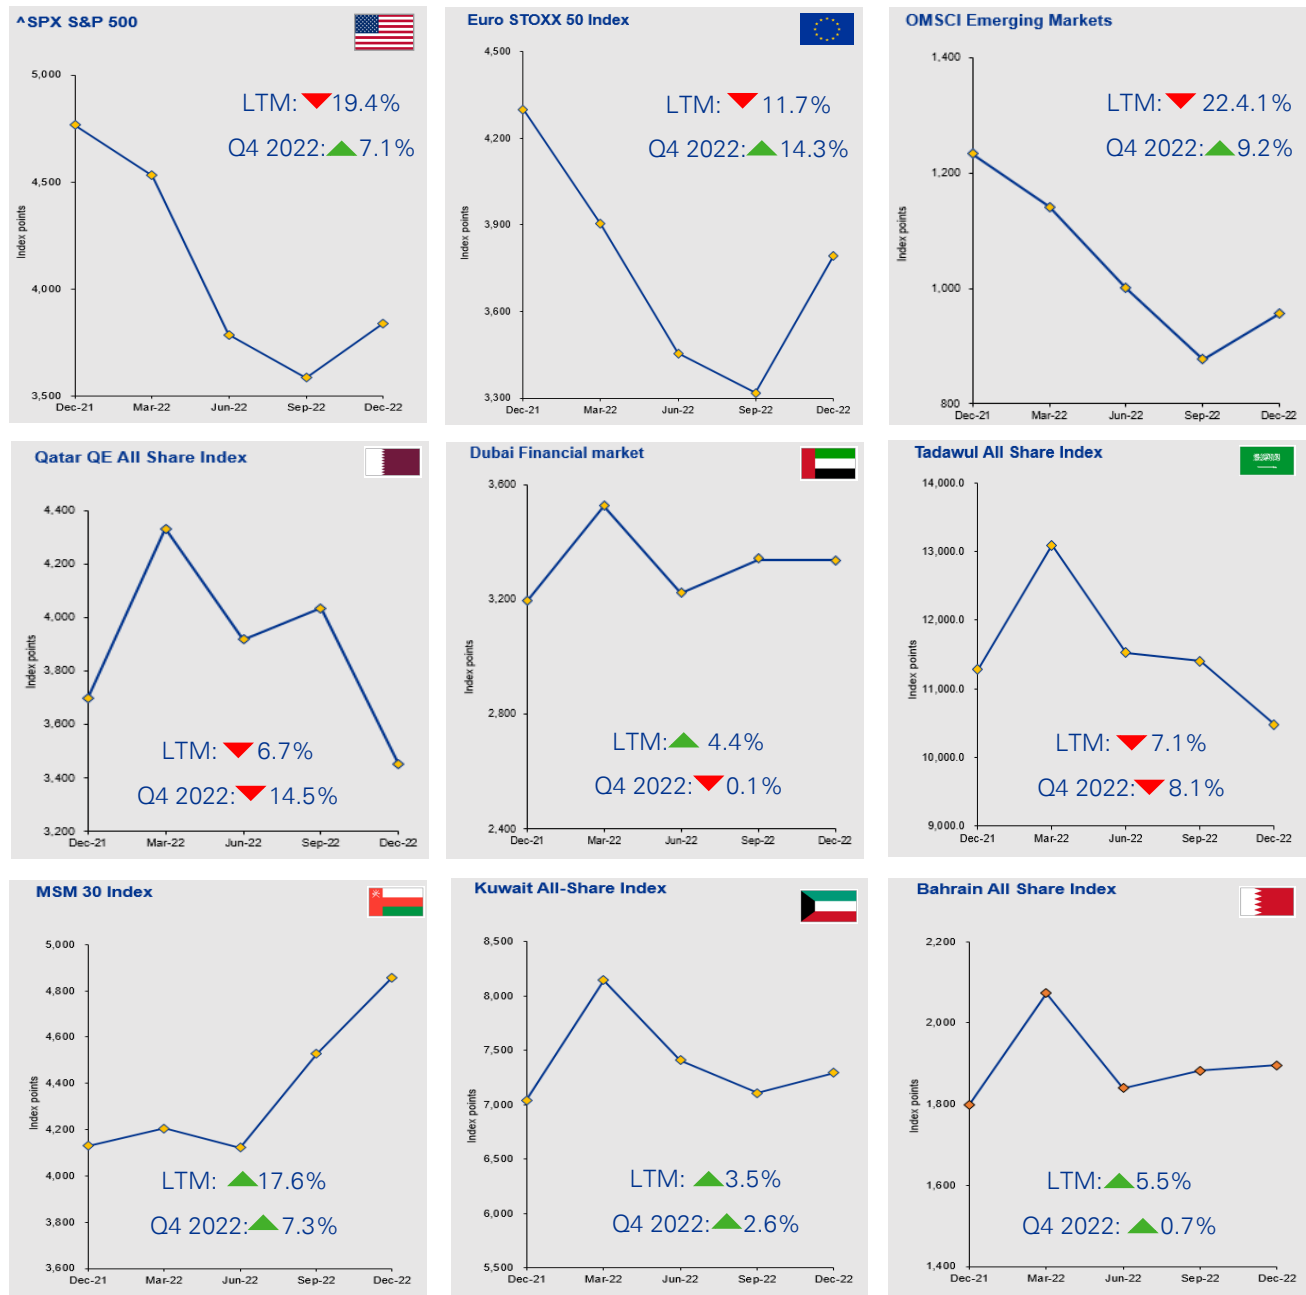 ^SPX S&P 500
5,000
4,500
4,000
3,500
Index points
LTM: 19.4%
Q4 2022: 7.1%
Dec-21 Mar-22 Jun-22 Sep-22 Dec-22
Euro STOXX 50 Index
4,500
4,200
3,900
3,600
3,300
Index points
LTM: 11.7%
Q4 2022: 14.3%
Dec-21 Mar-22 Jun-22 Sep-22 Dec-22
OMSCI Emerging Markets
1,400
1,200
1,000
800
Index points
LTM: 22.4.1%
Q4 2022: 9.2%
Dec-21 Mar-22 Jun-22 Sep-22 Dec-22
Qatar QE All Share Index
4,400
4,200
4,000
3,800
3,600
3,400
3,200
Index points
LTM: 6.7%
Q4 2022: 14.5%
Dec-21 Mar-22 Jun-22 Sep-22 Dec-22
Dubai Financial market
3,600
3,200
2,800
2,400
Index points
LTM: 4.4%
Q4 2022: 0.1%
Dec-21 Mar-22 Jun-22 Sep-22 Dec-22
Tadawul All Share Index
14,000.0
13,000.0
12,000.0
11,000.0
10,000.0
9,000.0
Index points
LTM: 7.1%
Q4 2022: 8.1%
Dec-21 Mar-22 Jun-22 Sep-22 Dec-22
MSM 30 Index
5,000
4,800
4,600
4,400
4,200
4,000
3,800
3,600
Index points
LTM: 17.6%
Q4 2022: 7.3%
Dec-21 Mar-22 Jun-22 Sep-22 Dec-22
Kuwait All-Share Index
8,500
8,000
7,500
7,000
6,500
6,000
5,500
Index points
LTM: 3.5%
Q4 2022: 2.6%
Dec-21 Mar-22 Jun-22 Sep-22 Dec-22
Bahrain All Share Index
2,200
2,000
1,800
1,600
1,400
Index points
LTM: 5.5%
Q4 2022: 0.7%
Dec-21 Mar-22 Jun-22 Sep-22 Dec-22